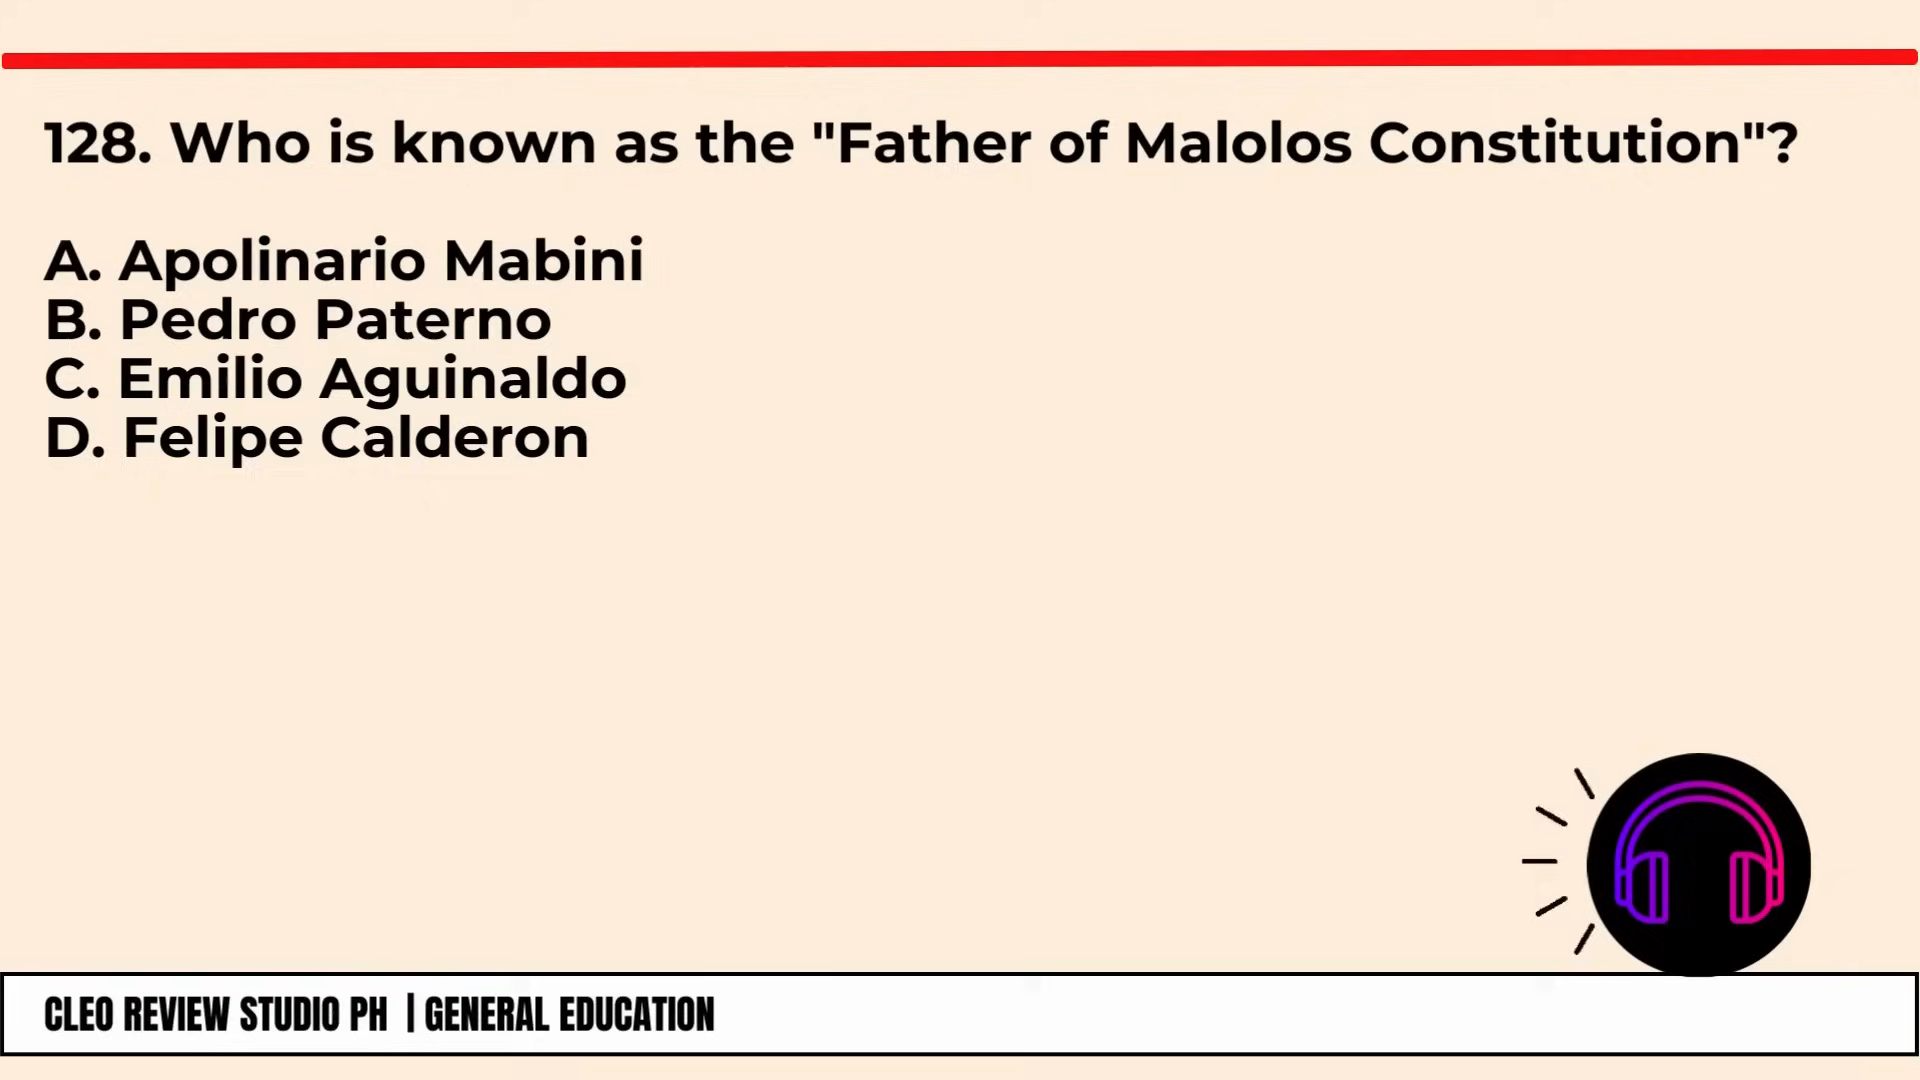 128. Who is known as the "Father of Malolos Constitution"?
A. Apolinario Mabini
B. Pedro Paterno
C. Emilio Aguinaldo
D. Felipe Calderon
CLEO REVIEW STUDIO PH | GENERAL EDUCATION